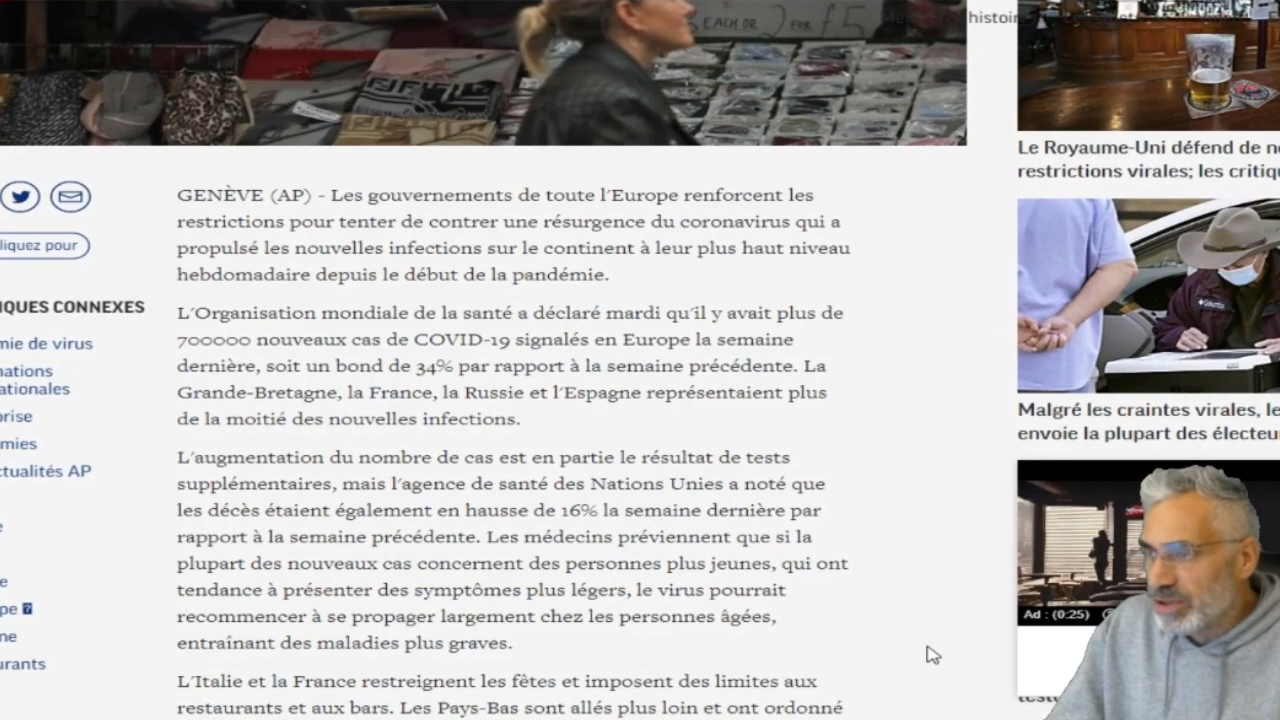 EACH OR 2 FOR £5
GENÈVE (AP) - Les gouvernements de toute l'Europe renforcent les
restrictions pour tenter de contrer une résurgence du coronavirus qui a
propulsé les nouvelles infections sur le continent à leur plus haut niveau
hebdomadaire depuis le début de la pandémie.
L'Organisation mondiale de la santé a déclaré mardi qu'il y avait plus de
700000 nouveaux cas de COVID-19 signalés en Europe la semaine
dernière, soit un bond de 34% par rapport à la semaine précédente. La
Grande-Bretagne, la France, la Russie et l'Espagne représentaient plus
de la moitié des nouvelles infections.
L'augmentation du nombre de cas est en partie le résultat de tests
supplémentaires, mais l'agence de santé des Nations Unies a noté que
les décès étaient également en hausse de 16% la semaine dernière par
rapport à la semaine précédente. Les médecins préviennent que si la
plupart des nouveaux cas concernent des personnes plus jeunes, qui ont
tendance à présenter des symptômes plus légers, le virus pourrait
recommencer à se propager largement chez les personnes âgées,
entraînant des maladies plus graves.
L'Italie et la France restreignent les fêtes et imposent des limites aux
restaurants et aux bars. Les Pays-Bas sont allés plus loin et ont ordonné
liquez pour
IQUES CONNEXES
mie de virus
nations
ationales
prise
mies
ctualités AP
e
e
pe
ne
urants
histoire
Le Royaume-Uni défend de n
restrictions virales; les critiq
Malgré les craintes virales, le
envoie la plupart des électeu
Ad : (0:25)